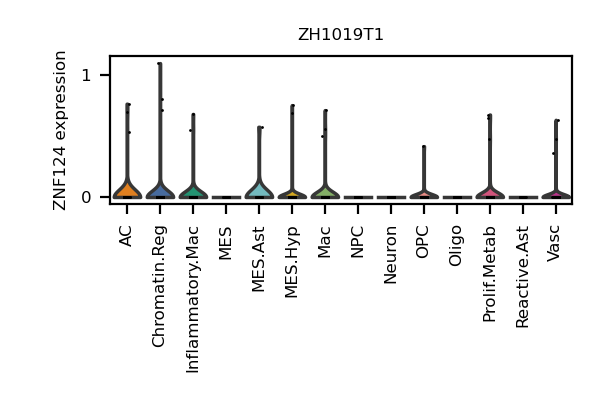 ZH1019T1
ZNF124 expression
1
0
AC
Chromatin.Reg
Inflammatory.Mac
MES
MES.Ast
MES.Hyp
Mac
NPC
Neuron
OPC
Oligo
Prolif.Metab
Reactive.Ast
Vasc